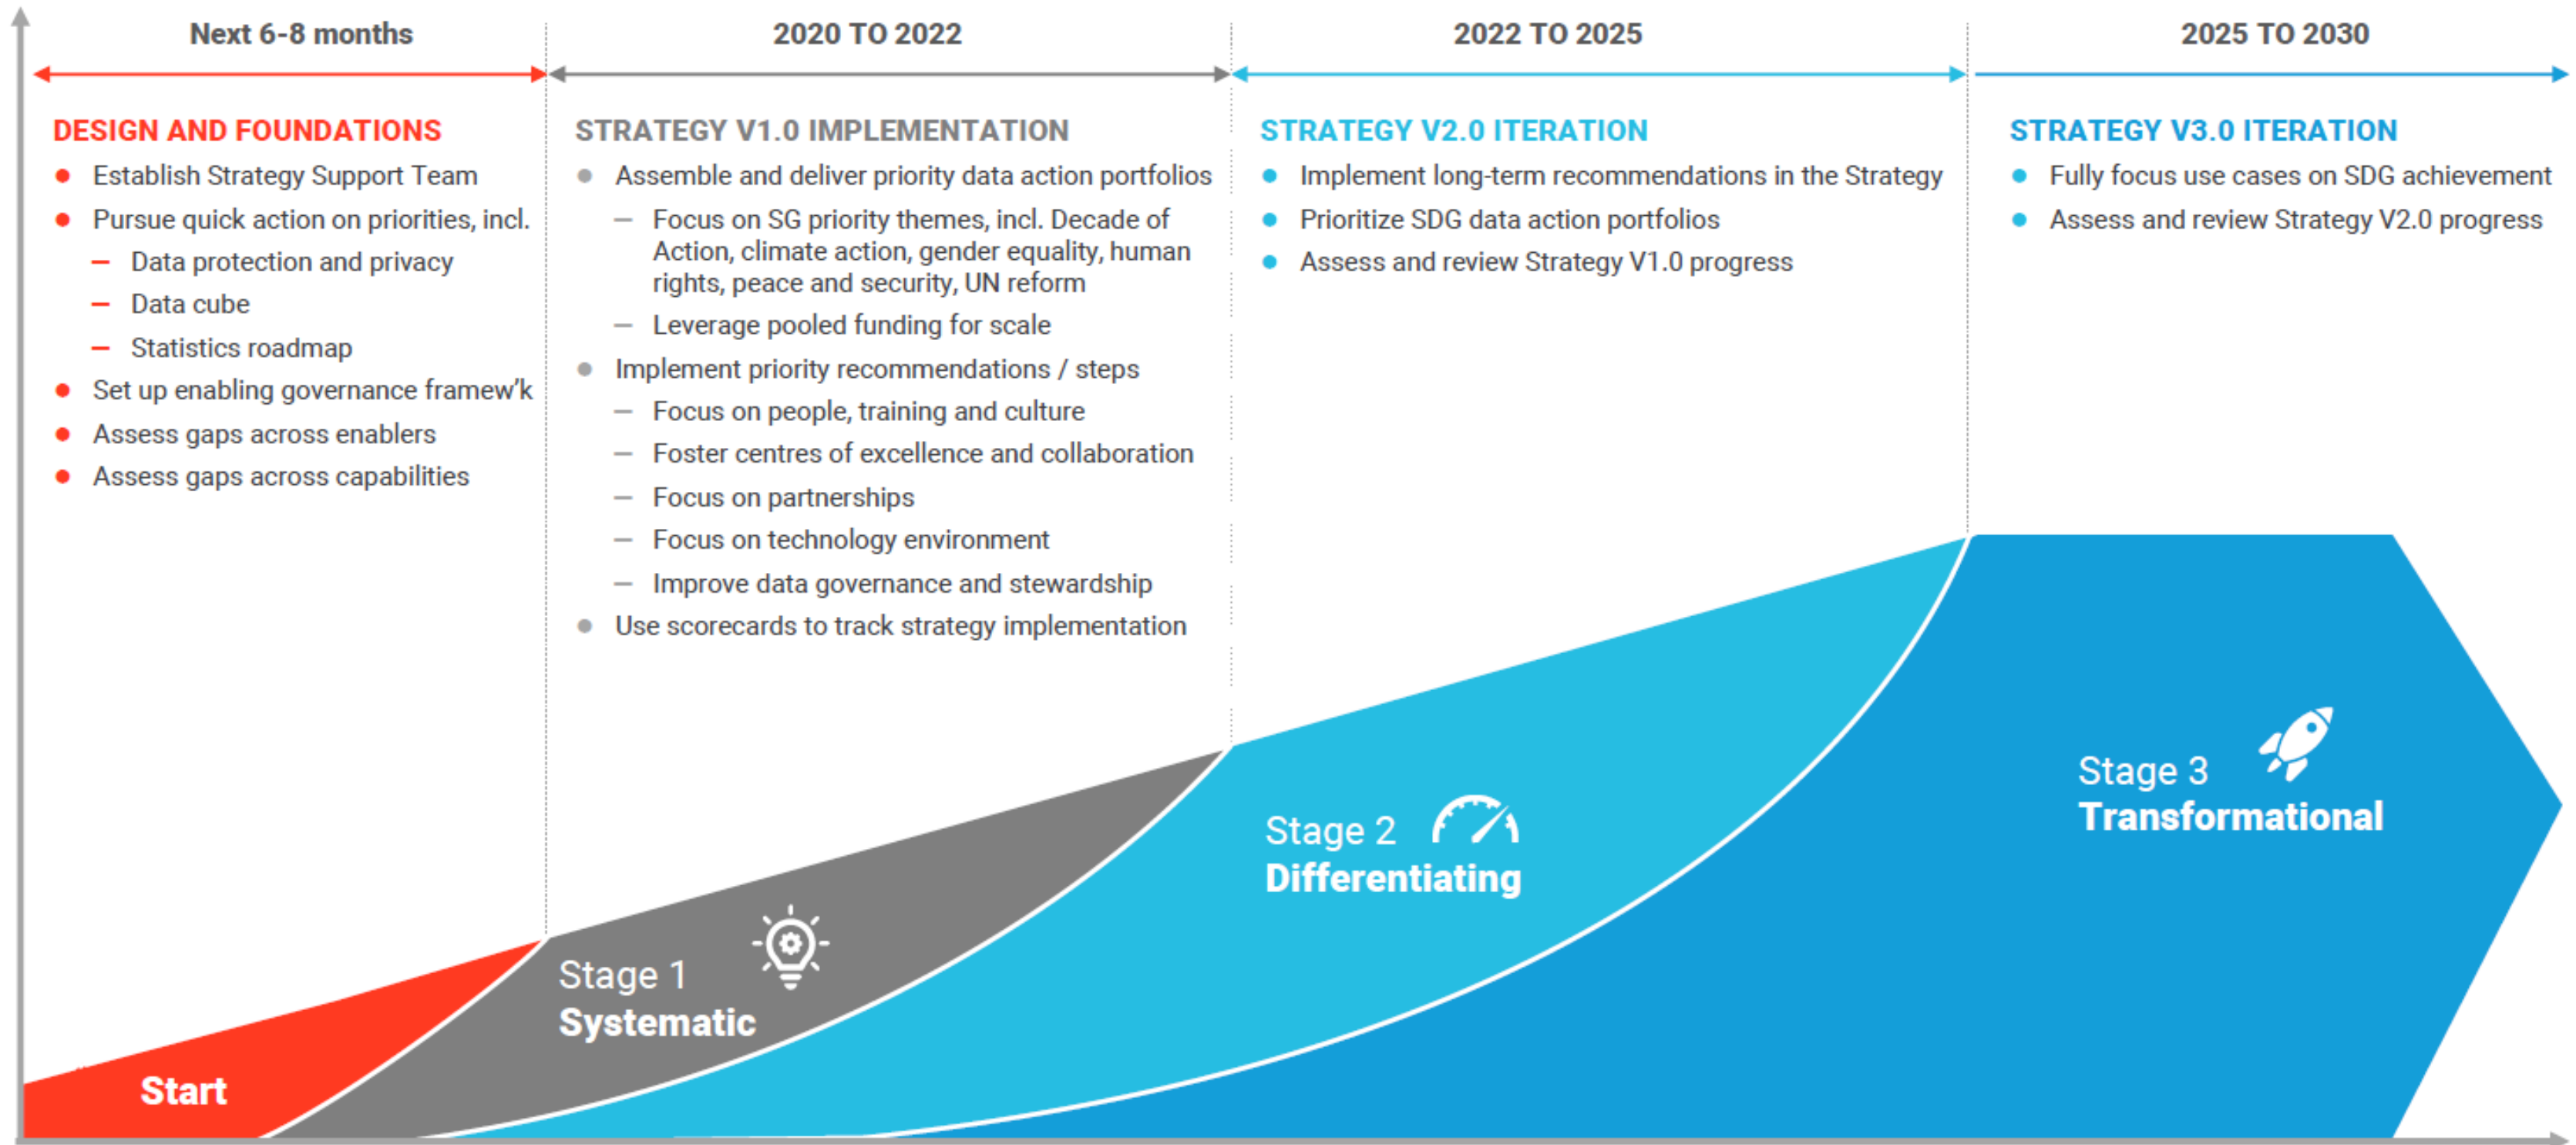 Next 6-8 months
2020 TO 2022
2022 TO 2025
2025 TO 2030
DESIGN AND FOUNDATIONS
Establish Strategy Support Team
Pursue quick action on priorities, incl.
Data protection and privacy
Data cube
Statistics roadmap
Set up enabling governance framew'k
Assess gaps across enablers
Assess gaps across capabilities
STRATEGY V1.0 IMPLEMENTATION
Assemble and deliver priority data action portfolios
Focus on SG priority themes, incl. Decade of
Action, climate action, gender equality, human
rights, peace and security, UN reform
Leverage pooled funding for scale
Implement priority recommendations / steps
Focus on people, training and culture
Foster centres of excellence and collaboration
Focus on partnerships
Focus on technology environment
Improve data governance and stewardship
Use scorecards to track strategy implementation
STRATEGY V2.0 ITERATION
Implement long-term recommendations in the Strategy
Prioritize SDG data action portfolios
Assess and review Strategy V1.0 progress
STRATEGY V3.0 ITERATION
Fully focus use cases on SDG achievement
Assess and review Strategy V2.0 progress
Start
Stage 1
Systematic
Stage 2
Differentiating
Stage 3
Transformational